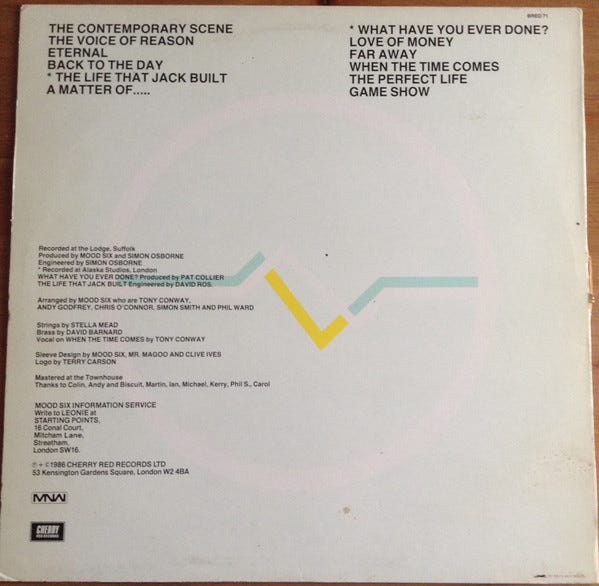 BRED 71
THE CONTEMPORARY SCENE
THE VOICE OF REASON
ETERNAL
BACK TO THE DAY
* THE LIFE THAT JACK BUILT
A MATTER OF.....
* WHAT HAVE YOU EVER DONE?
LOVE OF MONEY
FAR AWAY
WHEN THE TIME COMES
THE PERFECT LIFE
GAME SHOW
Recorded at the Lodge, Suffolk
Produced by MOOD SIX and SIMON OSBORNE
Engineered by SIMON OSBORNE
* Recorded at Alaska Studios, London
WHAT HAVE YOU EVER DONE? Produced by PAT COLLIER
THE LIFE THAT JACK BUILT Engineered by DAVID ROS.
Arranged by MOOD SIX who are TONY CONWAY,
ANDY GODFREY, CHRIS O'CONNOR, SIMON SMITH AND PHIL WARD
Strings by STELLA MEAD
Brass by DAVID BARNARD
Vocal on WHEN THE TIME COMES by TONY CONWAY
Sleeve Design by MOOD SIX, MR. MAGOO AND CLIVE IVES
Logo by TERRY CARSON
Mastered at the Townhouse
Thanks to Colin, Andy and Biscuit, Martin, Ian, Michael, Kerry, Phil S., Carol
MOOD SIX INFORMATION SERVICE
Write to LEONIE at
STARTING POINTS,
16 Conal Court,
Mitcham Lane,
Streatham,
London SW16.
℗ + © 1986 CHERRY RED RECORDS LTD
53 Kensington Gardens Square, London W2 4BA
MNW
CHERRY
RED RECORDS